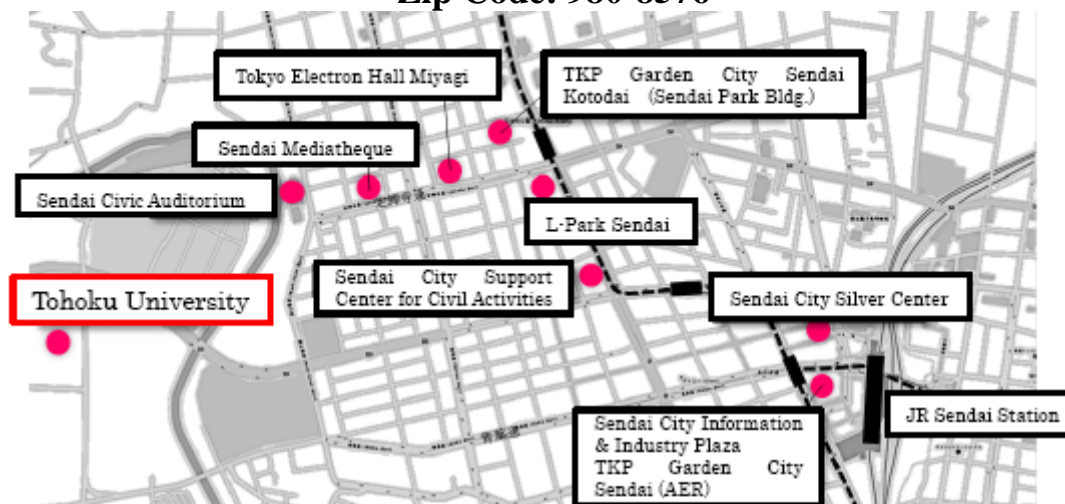 Zip Code: 980-8576
Tokyo Electron Hall Miyagi
TKP Garden City Sendai
Kotodai (Sendai Park Bldg.)
Sendai Mediatheque
Sendai Civic Auditorium
L-Park Sendai
Sendai City Support
Center for Civil Activities
Tohoku University
Sendai City Silver Center
JR Sendai Station
Sendai City Information
& Industry Plaza
TKP Garden City
Sendai (AER)